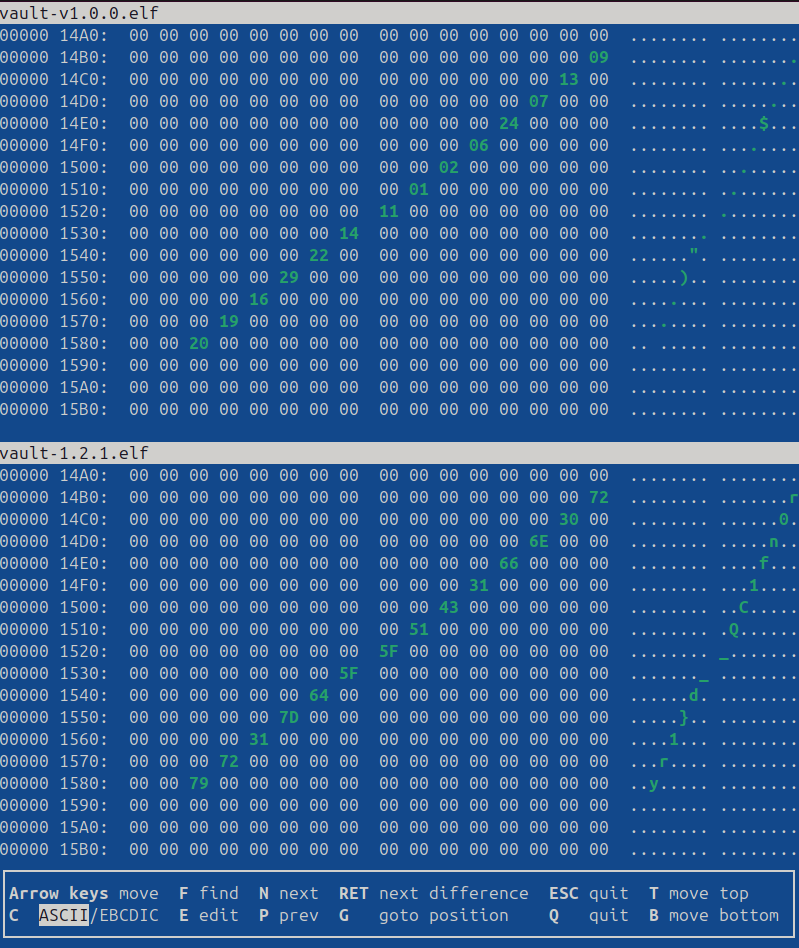 vault-v1.0.0.elf
00000 14A0: 00 00 00 00 00 00 00 00 00 00 00 00 00 00 00 00 ........ ........
00000 14B0: 00 00 00 00 00 00 00 00 00 00 00 00 00 00 00 09 ........ ........
00000 14C0: 00 00 00 00 00 00 00 00 00 00 00 00 00 00 13 00 ........ ........
00000 14D0: 00 00 00 00 00 00 00 00 00 00 00 00 00 07 00 00 ........ ........
00000 14E0: 00 00 00 00 00 00 00 00 00 00 00 00 24 00 00 00 ........ ....$...
00000 14F0: 00 00 00 00 00 00 00 00 00 00 00 06 00 00 00 00 ........ ........
00000 1500: 00 00 00 00 00 00 00 00 00 00 02 00 00 00 00 00 ........ ........
00000 1510: 00 00 00 00 00 00 00 00 00 01 00 00 00 00 00 00 ........ ........
00000 1520: 00 00 00 00 00 00 00 00 11 00 00 00 00 00 00 00 ........ ........
00000 1530: 00 00 00 00 00 00 00 14 00 00 00 00 00 00 00 00 ........ ........
00000 1540: 00 00 00 00 00 00 22 00 00 00 00 00 00 00 00 00 ......". ........
00000 1550: 00 00 00 00 00 29 00 00 00 00 00 00 00 00 00 00 .....).. ........
00000 1560: 00 00 00 00 16 00 00 00 00 00 00 00 00 00 00 00 ........ ........
00000 1570: 00 00 00 19 00 00 00 00 00 00 00 00 00 00 00 00 ........ ........
00000 1580: 00 00 20 00 00 00 00 00 00 00 00 00 00 00 00 00 .. ..... ........
00000 1590: 00 00 00 00 00 00 00 00 00 00 00 00 00 00 00 00 ........ ........
00000 15A0: 00 00 00 00 00 00 00 00 00 00 00 00 00 00 00 00 ........ ........
00000 15B0: 00 00 00 00 00 00 00 00 00 00 00 00 00 00 00 00 ........ ........
vault-1.2.1.elf
00000 14A0: 00 00 00 00 00 00 00 00 00 00 00 00 00 00 00 00 ........ ........
00000 14B0: 00 00 00 00 00 00 00 00 00 00 00 00 00 00 00 72 ........ .......r
00000 14C0: 00 00 00 00 00 00 00 00 00 00 00 00 00 00 30 00 ........ ......0.
00000 14D0: 00 00 00 00 00 00 00 00 00 00 00 00 00 6E 00 00 ........ .....n..
00000 14E0: 00 00 00 00 00 00 00 00 00 00 00 00 66 00 00 00 ........ ....f...
00000 14F0: 00 00 00 00 00 00 00 00 00 00 00 31 00 00 00 00 ........ ...1....
00000 1500: 00 00 00 00 00 00 00 00 00 00 43 00 00 00 00 00 ........ ..C.....
00000 1510: 00 00 00 00 00 00 00 00 00 51 00 00 00 00 00 00 ........ .Q......
00000 1520: 00 00 00 00 00 00 00 00 5F 00 00 00 00 00 00 00 ........ _.......
00000 1530: 00 00 00 00 00 00 00 5F 00 00 00 00 00 00 00 00 ......._ ........
00000 1540: 00 00 00 00 00 00 64 00 00 00 00 00 00 00 00 00 ......d. ........
00000 1550: 00 00 00 00 00 7D 00 00 00 00 00 00 00 00 00 00 .....}.. ........
00000 1560: 00 00 00 00 31 00 00 00 00 00 00 00 00 00 00 00 ....1... ........
00000 1570: 00 00 00 72 00 00 00 00 00 00 00 00 00 00 00 00 ...r.... ........
00000 1580: 00 00 79 00 00 00 00 00 00 00 00 00 00 00 00 00 ..y..... ........
00000 1590: 00 00 00 00 00 00 00 00 00 00 00 00 00 00 00 00 ........ ........
00000 15A0: 00 00 00 00 00 00 00 00 00 00 00 00 00 00 00 00 ........ ........
00000 15B0: 00 00 00 00 00 00 00 00 00 00 00 00 00 00 00 00 ........ ........
Arrow keys move F find N next RET next difference ESC quit T move top
C ASCII/EBCDIC E edit P prev G goto position Q quit B move bottom